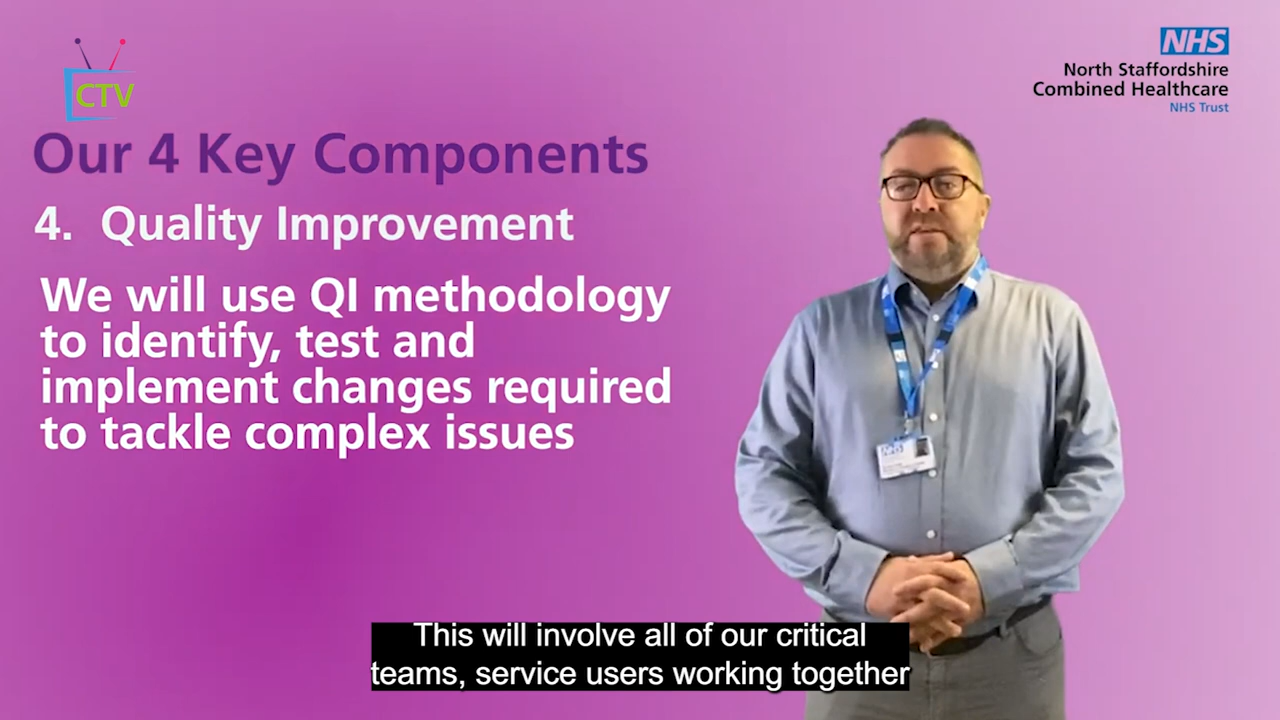 CTV
NHS
North Staffordshire
Combined Healthcare
NHS Trust
Our 4 Key Components
4. Quality Improvement
We will use QI methodology
to identify, test and
implement changes required
to tackle complex issues
NHS
This will involve all of our critical
teams, service users working together